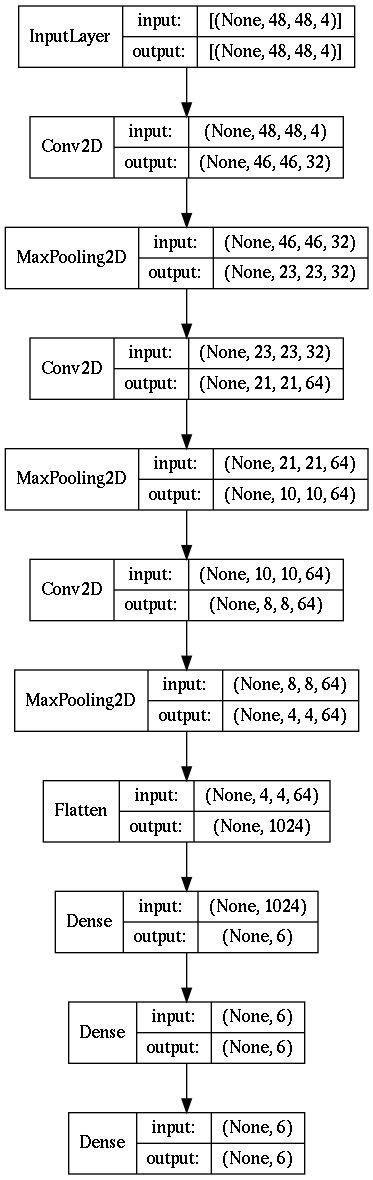 InputLayer
input: [(None, 48, 48, 4)]
output: [(None, 48, 48, 4)]
Conv2D
input: (None, 48, 48, 4)
output: (None, 46, 46, 32)
MaxPooling2D
input: (None, 46, 46, 32)
output: (None, 23, 23, 32)
Conv2D
input: (None, 23, 23, 32)
output: (None, 21, 21, 64)
MaxPooling2D
input: (None, 21, 21, 64)
output: (None, 10, 10, 64)
Conv2D
input: (None, 10, 10, 64)
output: (None, 8, 8, 64)
MaxPooling2D
input: (None, 8, 8, 64)
output: (None, 4, 4, 64)
Flatten
input: (None, 4, 4, 64)
output: (None, 1024)
Dense
input: (None, 1024)
output: (None, 6)
Dense
input: (None, 6)
output: (None, 6)
Dense
input: (None, 6)
output: (None, 6)